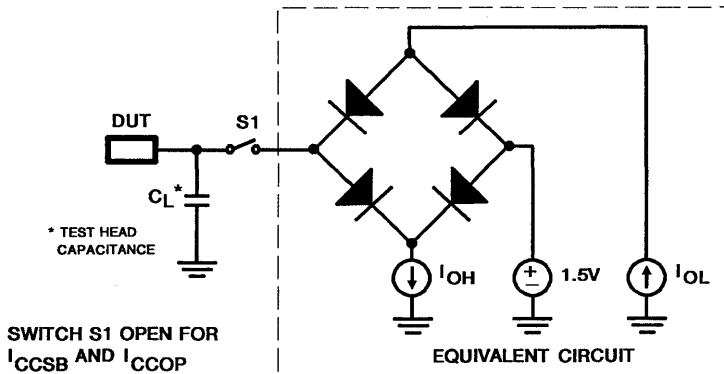 DUT
S1
CL*
* TEST HEAD
CAPACITANCE
IOH
+
−
1.5V
IOL
SWITCH S1 OPEN FOR
ICCSB AND ICCOP
EQUIVALENT CIRCUIT